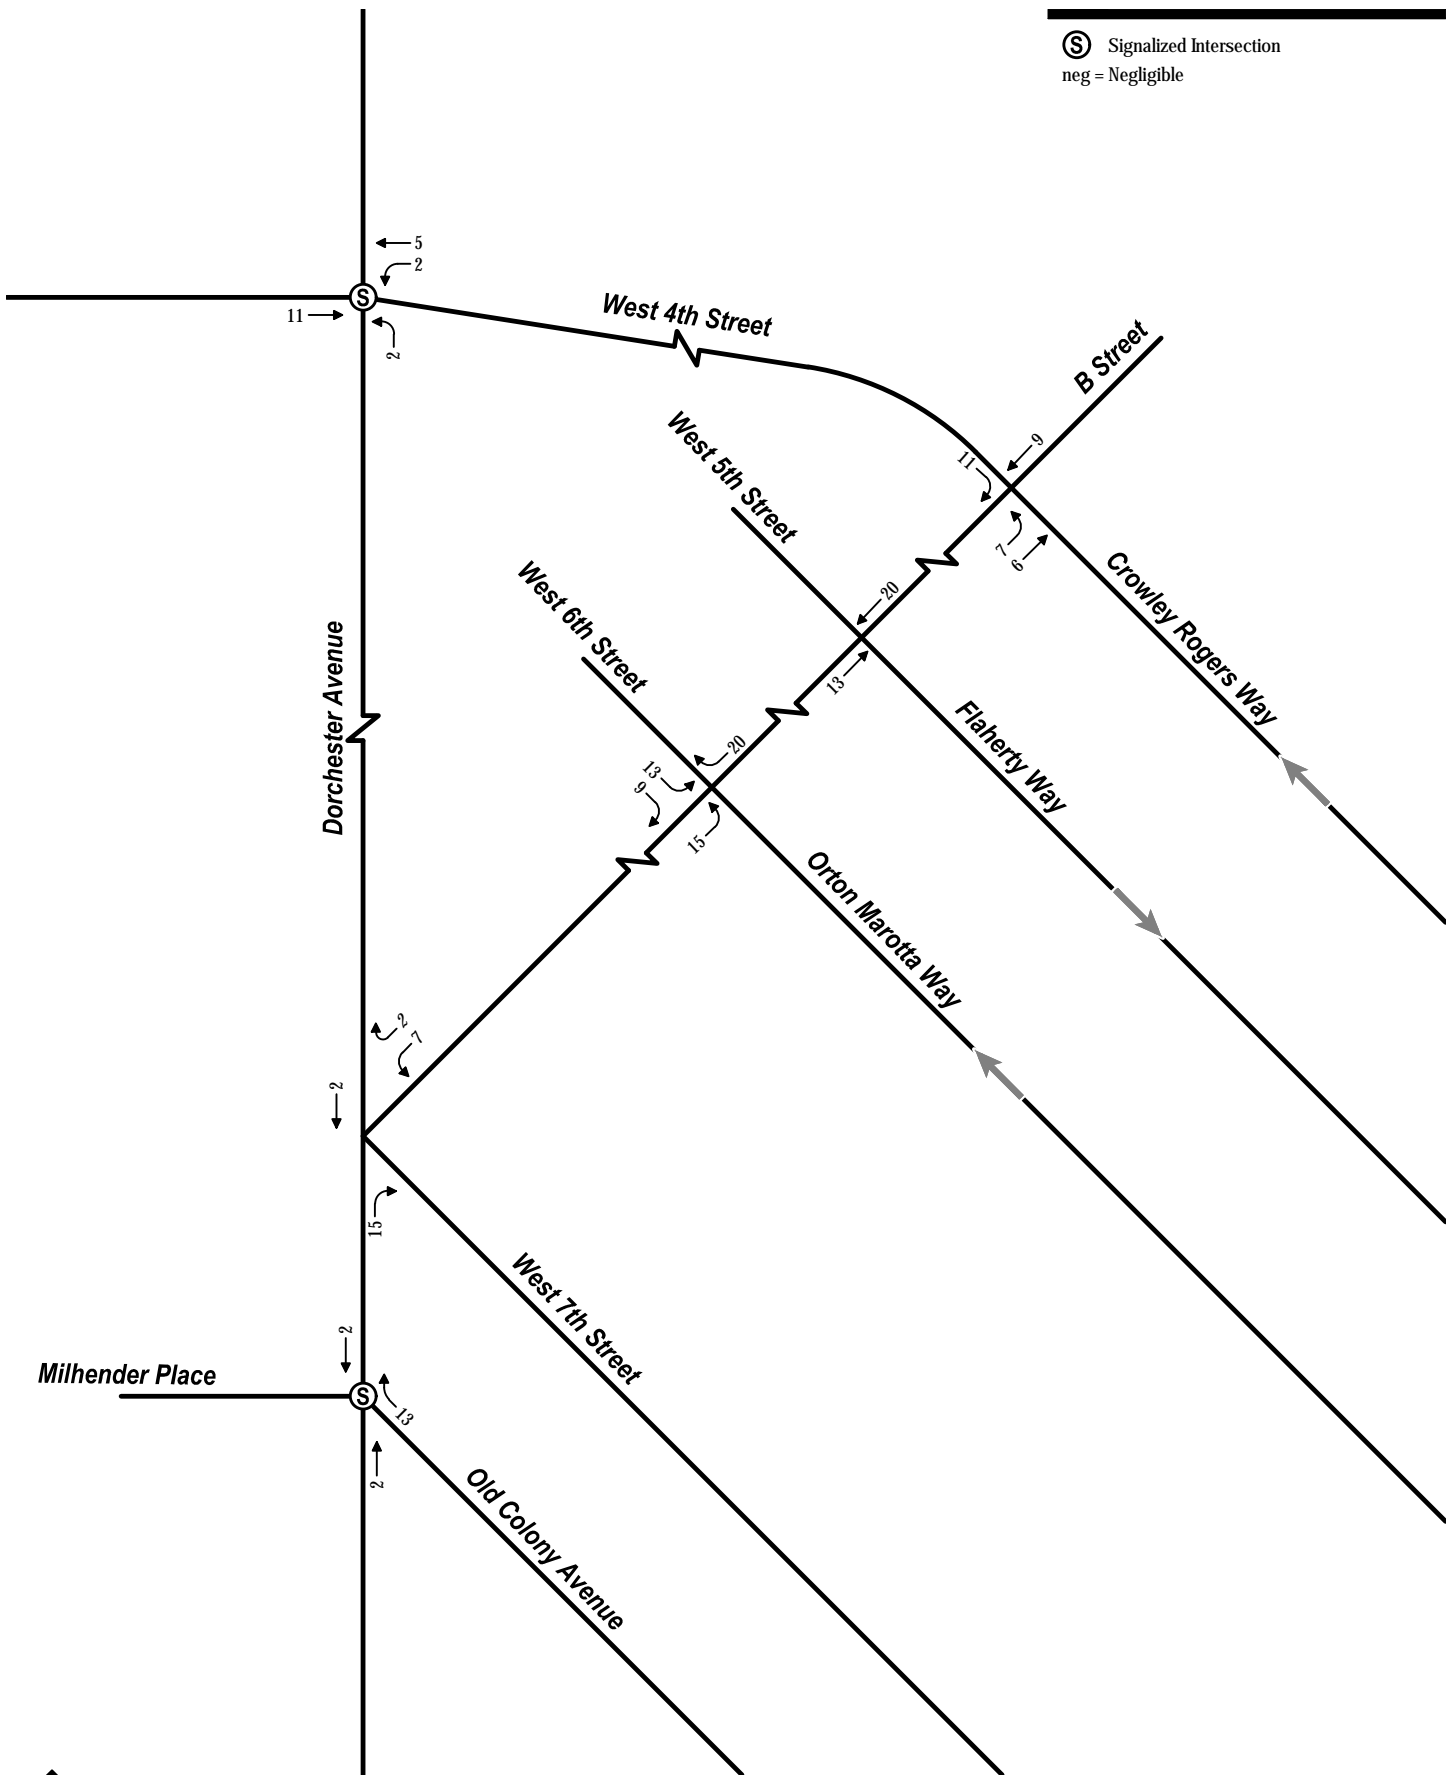 S Signalized Intersection
neg = Negligible
5
2
S
11
2
West 4th Street
B Street
9
11
7
6
West 5th Street
20
13
West 6th Street
20
13
9
15
Crowley Rogers Way
Flaherty Way
Orton Marotta Way
Dorchester Avenue
2
7
2
15
West 7th Street
2
Milhender Place
S
13
2
Old Colony Avenue